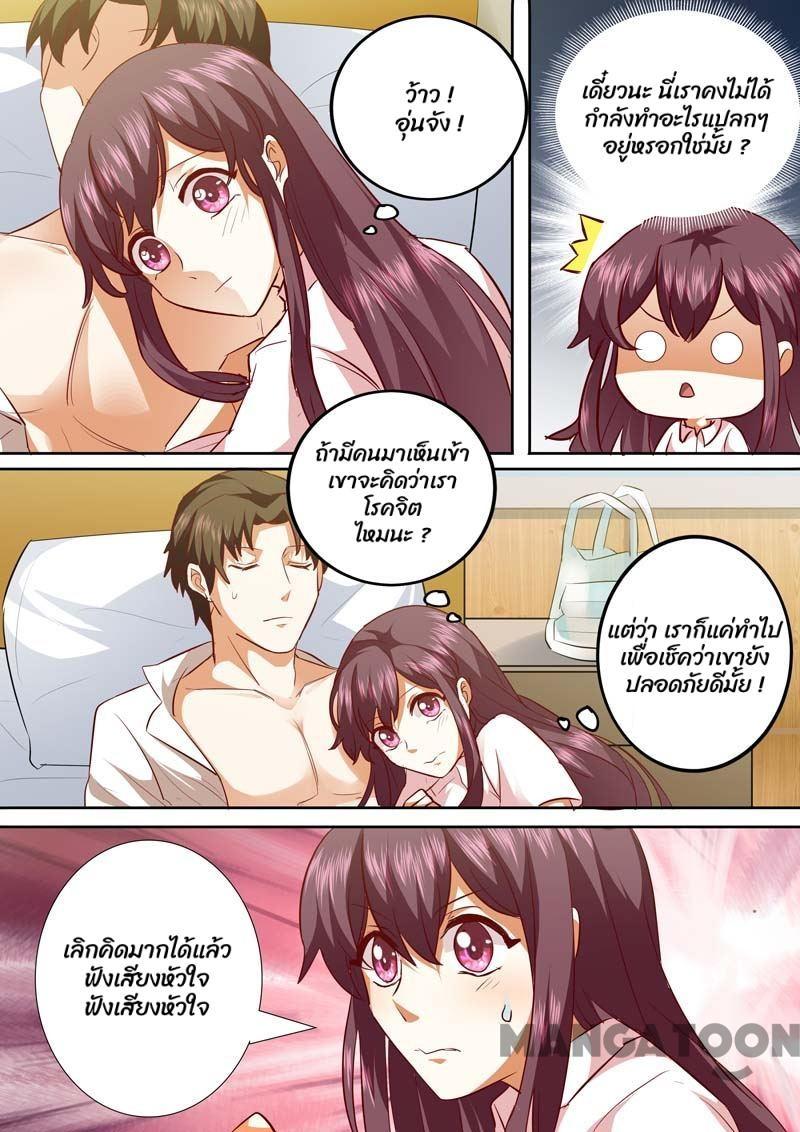 ว้าว !
อุ่นจัง !
เดี๋ยวนะ นี่เราคงไม่ได้
กำลังทำอะไรแปลกๆ
อยู่หรอกใช่มั้ย ?
ถ้ามีคนมาเห็นเข้า
เขาจะคิดว่าเรา
โรคจิต
ไหมนะ ?
แต่ว่า เราก็แค่ทำไป
เพื่อเช็คว่าเขายัง
ปลอดภัยดีมั้ย !
เลิกคิดมากได้แล้ว
ฟังเสียงหัวใจ
ฟังเสียงหัวใจ
MANGATOON